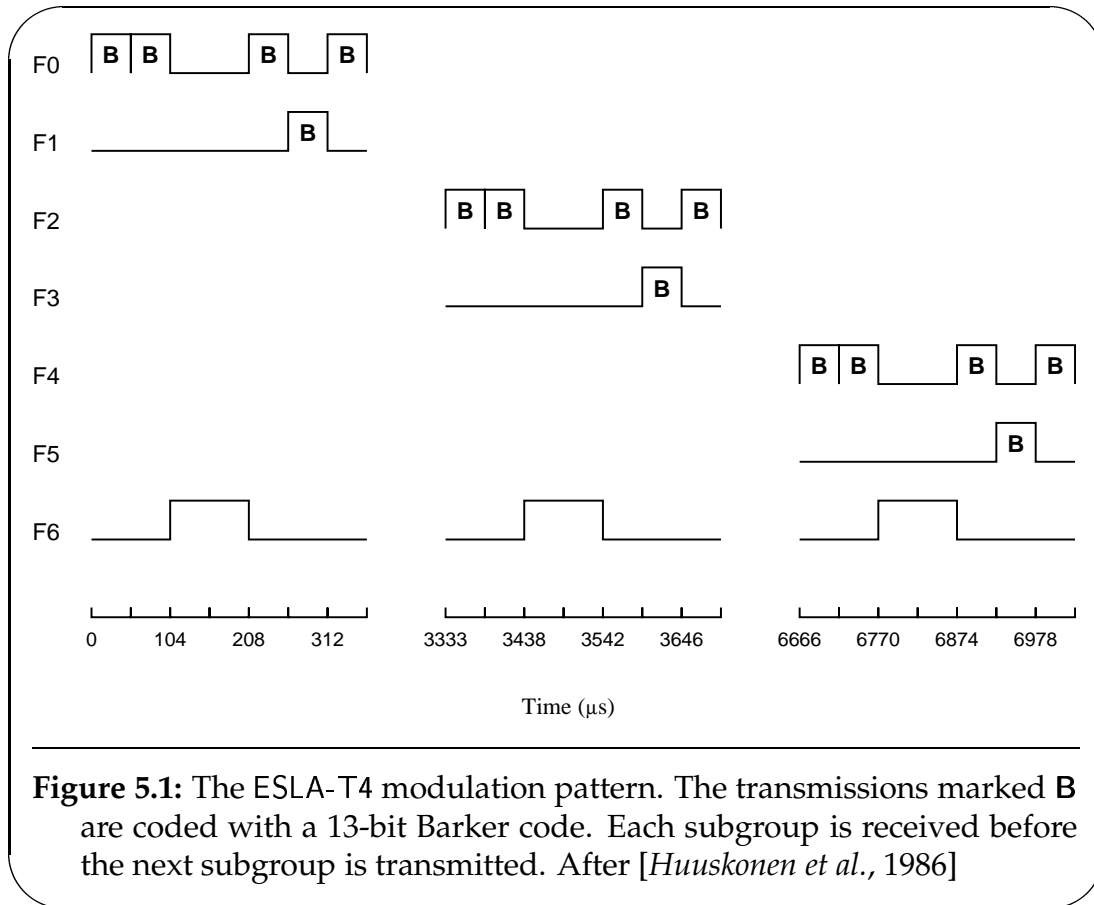 F0 B B B B
F1 B
F2 B B B B
F3 B
F4 B B B B
F5 B
F6
0 104 208 312 3333 3438 3542 3646 6666 6770 6874 6978
Time (μs)
Figure 5.1: The ESLA-T4 modulation pattern. The transmissions marked B
are coded with a 13-bit Barker code. Each subgroup is received before
the next subgroup is transmitted. After [Huuskonen et al., 1986]